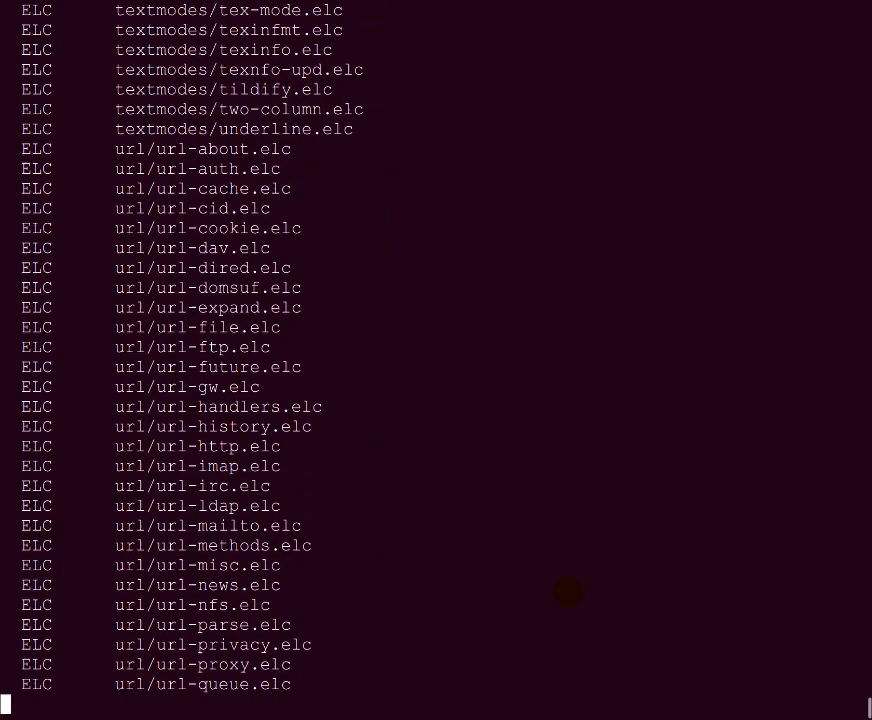 ELC textmodes/tex-mode.elc
ELC textmodes/texinfmt.elc
ELC textmodes/texinfo.elc
ELC textmodes/texnfo-upd.elc
ELC textmodes/tildify.elc
ELC textmodes/two-column.elc
ELC textmodes/underline.elc
ELC url/url-about.elc
ELC url/url-auth.elc
ELC url/url-cache.elc
ELC url/url-cid.elc
ELC url/url-cookie.elc
ELC url/url-dav.elc
ELC url/url-dired.elc
ELC url/url-domsuf.elc
ELC url/url-expand.elc
ELC url/url-file.elc
ELC url/url-ftp.elc
ELC url/url-future.elc
ELC url/url-gw.elc
ELC url/url-handlers.elc
ELC url/url-history.elc
ELC url/url-http.elc
ELC url/url-imap.elc
ELC url/url-irc.elc
ELC url/url-ldap.elc
ELC url/url-mailto.elc
ELC url/url-methods.elc
ELC url/url-misc.elc
ELC url/url-news.elc
ELC url/url-nfs.elc
ELC url/url-parse.elc
ELC url/url-privacy.elc
ELC url/url-proxy.elc
ELC url/url-queue.elc